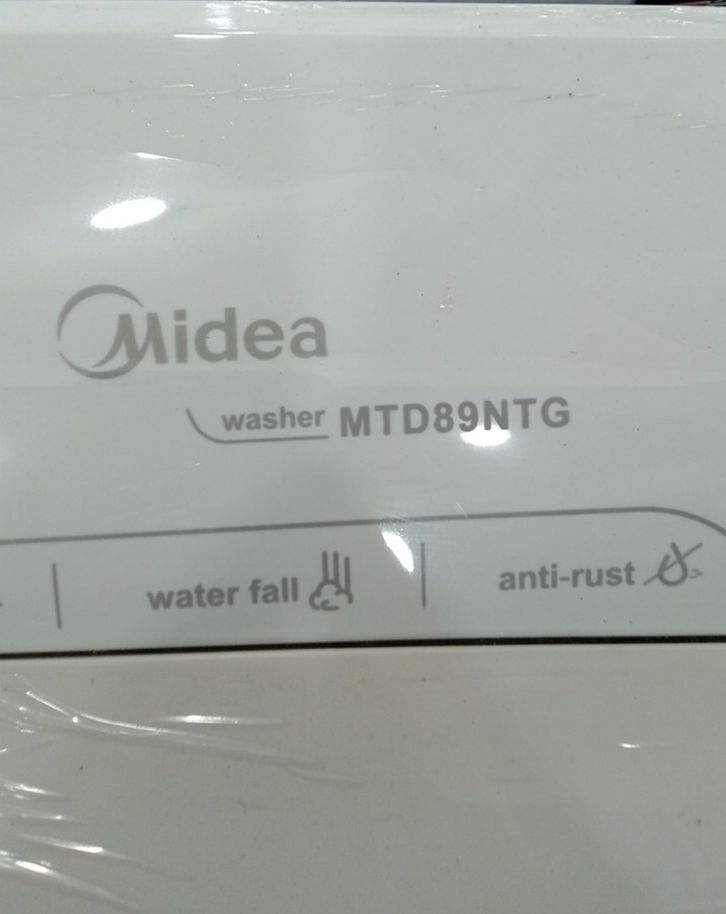 Midea
washer MTD89NTG
water fall
anti-rust